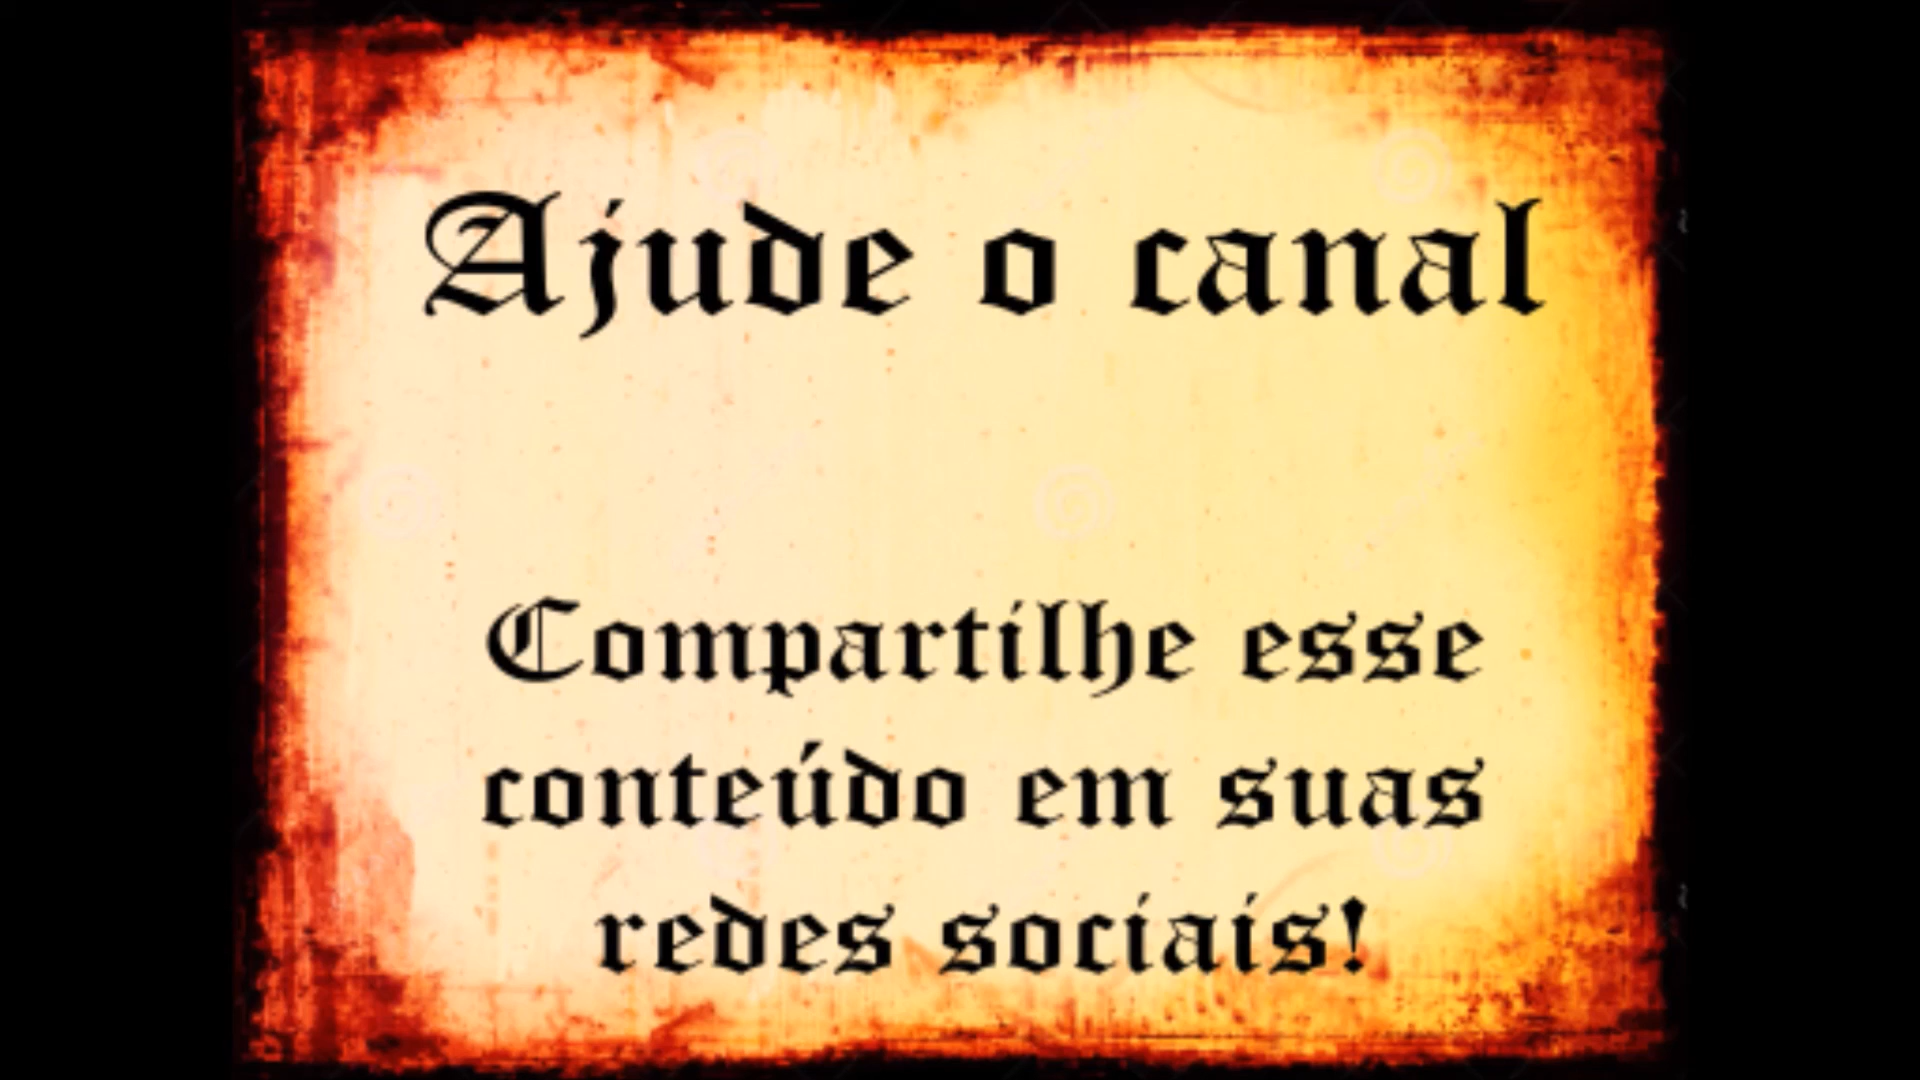 Ajude o canal
Compartilhe esse
conteúdo em suas
redes sociais!